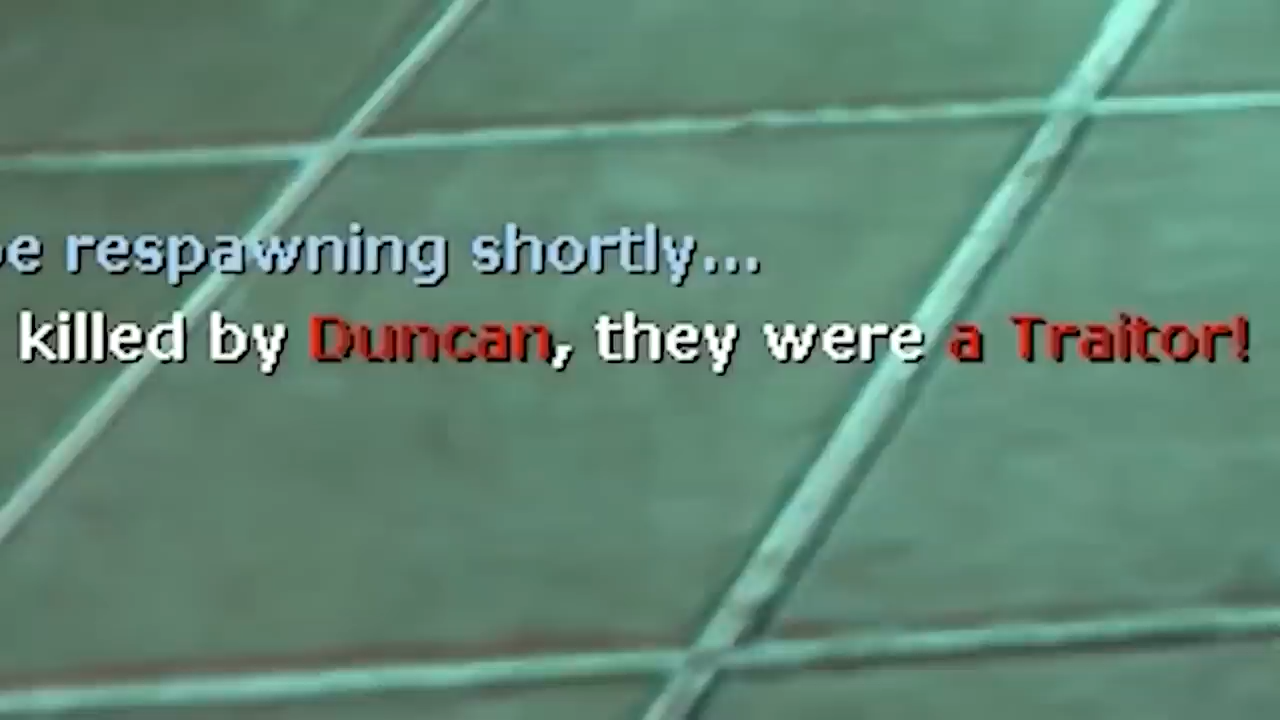 respawning shortly...
killed by Duncan, they were a Traitor!